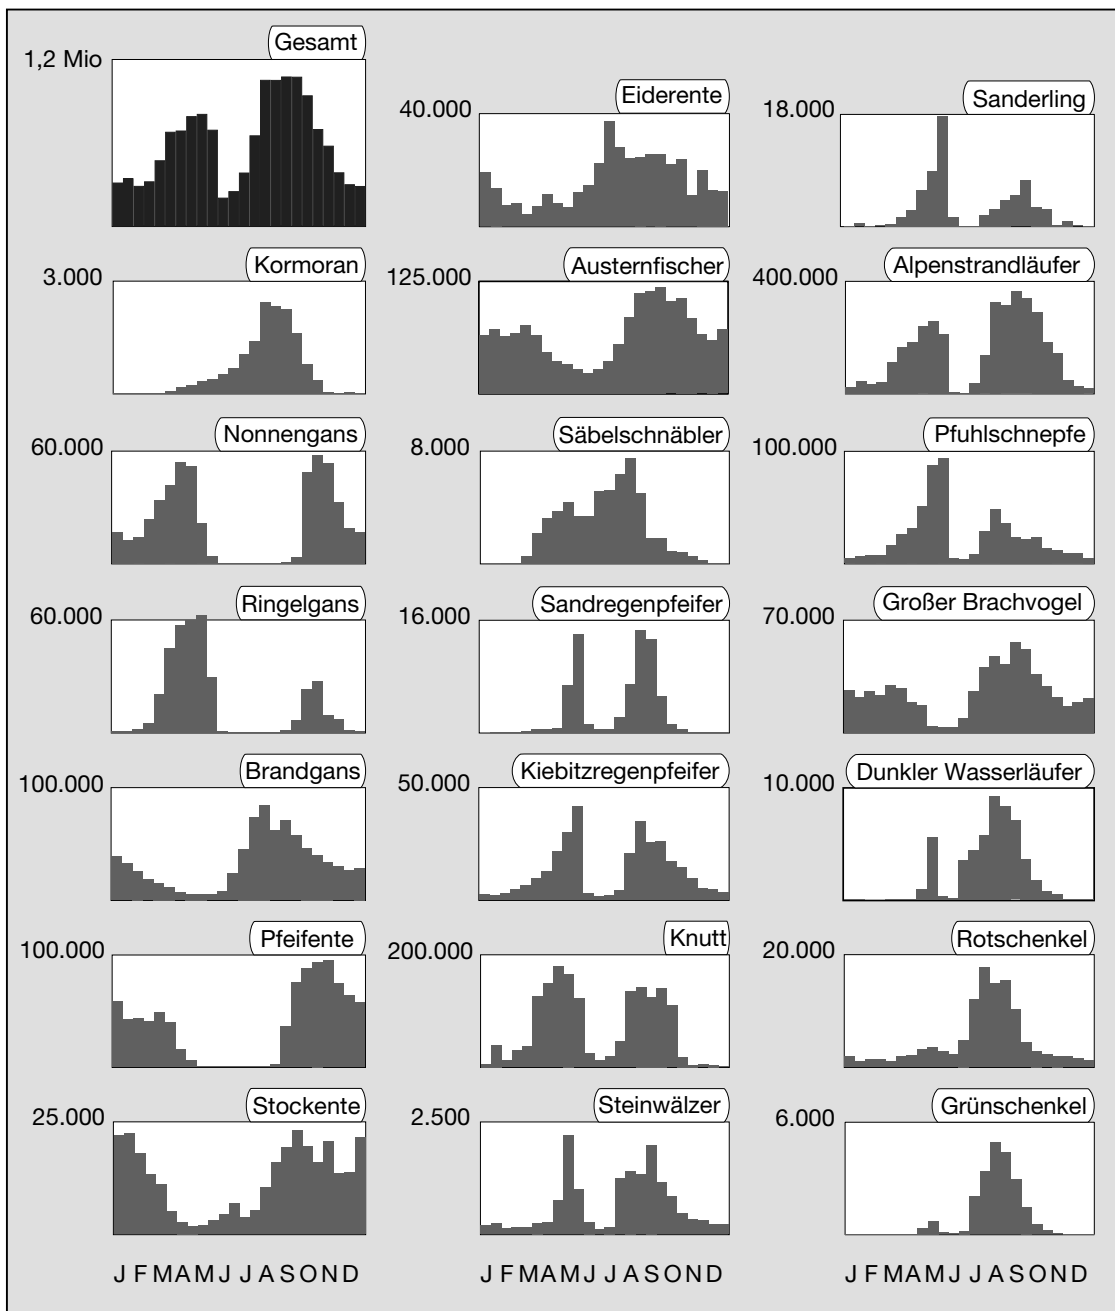 Gesamt
1,2 Mio
Eiderente
40.000
Sanderling
18.000
Kormoran
3.000
Austernfischer
125.000
Alpenstrandläufer
400.000
Nonnengans
60.000
Säbelschnäbler
8.000
Pfuhlschnepfe
100.000
Ringelgans
60.000
Sandregenpfeifer
16.000
Großer Brachvogel
70.000
Brandgans
100.000
Kiebitzregenpfeifer
50.000
Dunkler Wasserläufer
10.000
Pfeifente
100.000
Knutt
200.000
Rotschenkel
20.000
Stockente
25.000
Steinwälzer
2.500
Grünschenkel
6.000
J F M A M J J A S O N D
J F M A M J J A S O N D
J F M A M J J A S O N D